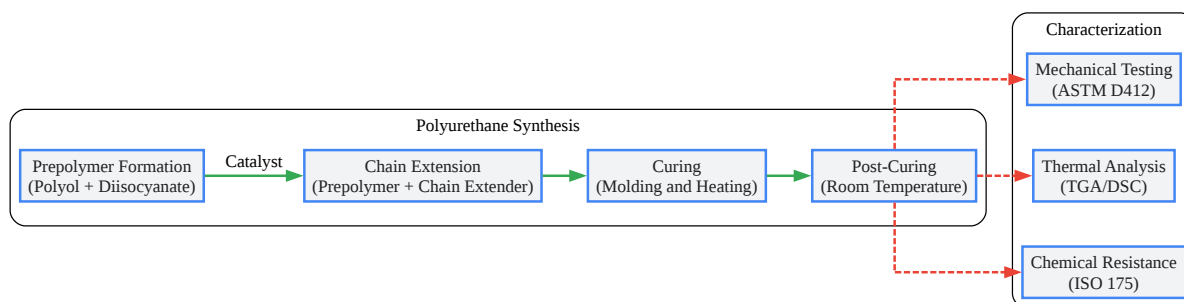 Characterization
Mechanical Testing
(ASTM D412)
Polyurethane Synthesis
Prepolymer Formation
(Polyol + Diisocyanate)
Catalyst
Chain Extension
(Prepolymer + Chain Extender)
Curing
(Molding and Heating)
Post-Curing
(Room Temperature)
Thermal Analysis
(TGA/DSC)
Chemical Resistance
(ISO 175)